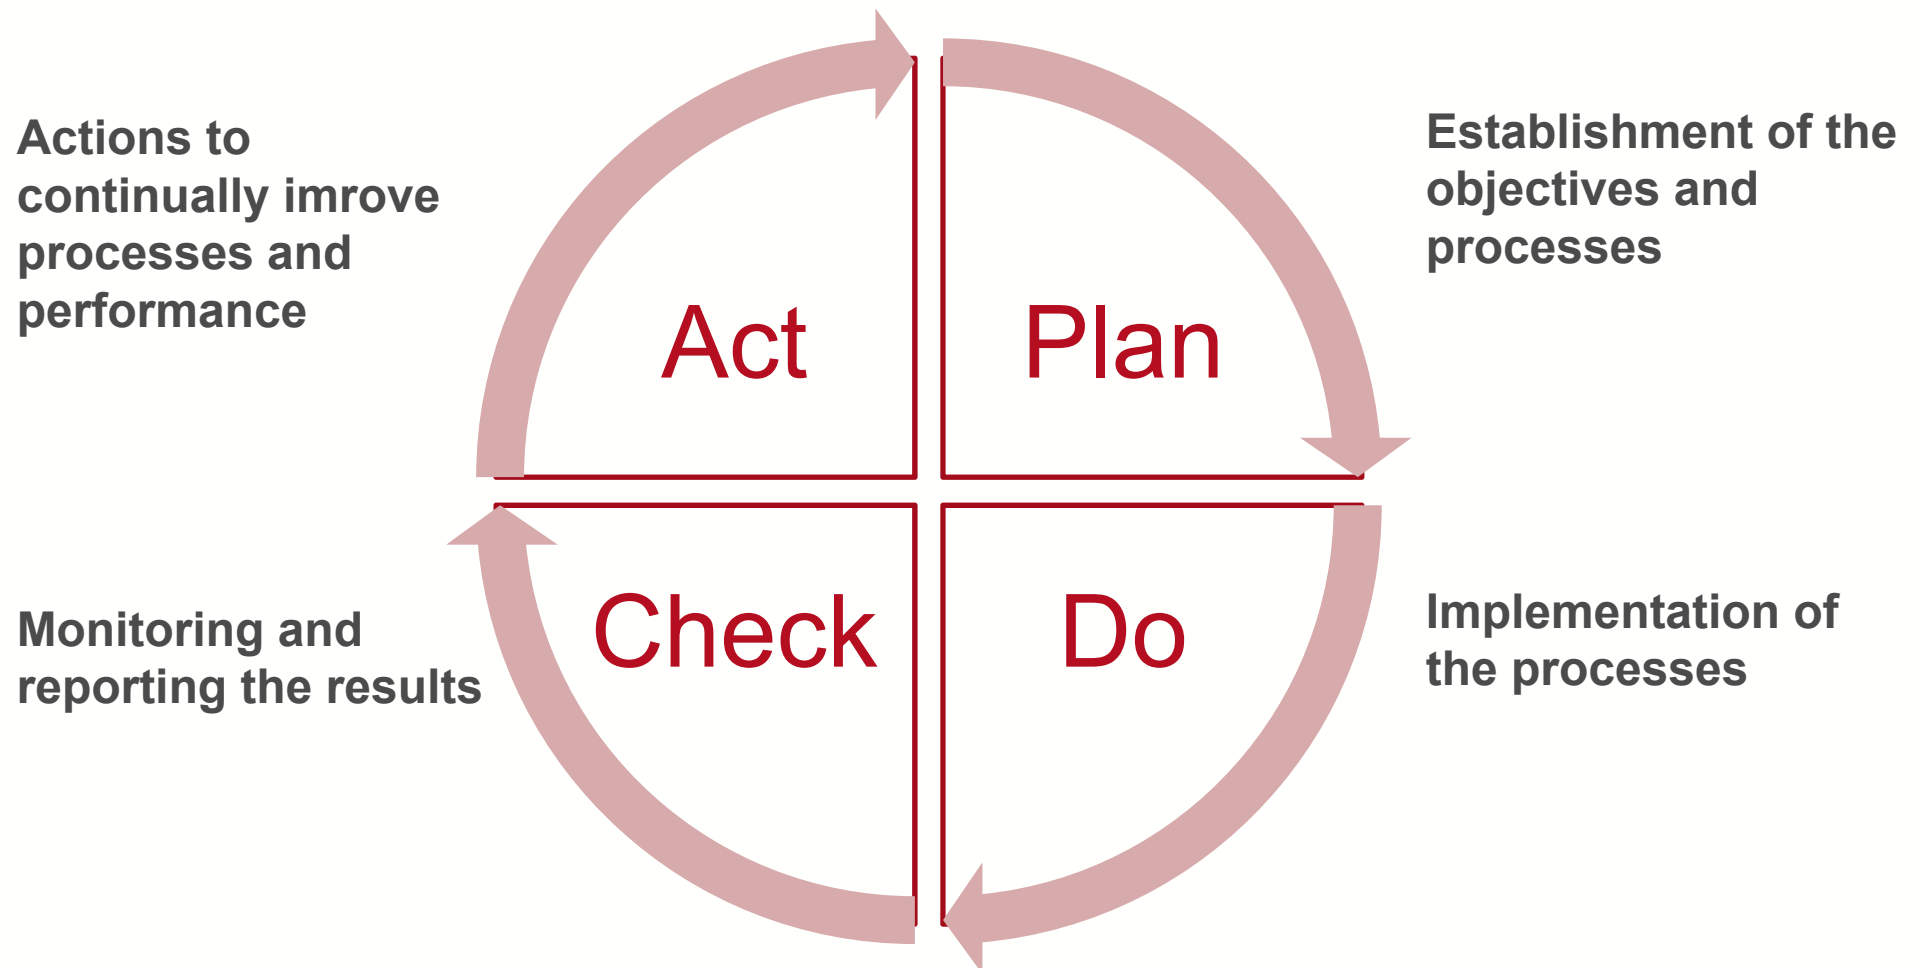 Actions to
continually imrove
processes and
performance
Act
Plan
Establishment of the
objectives and
processes
Monitoring and
reporting the results
Check
Do
Implementation of
the processes